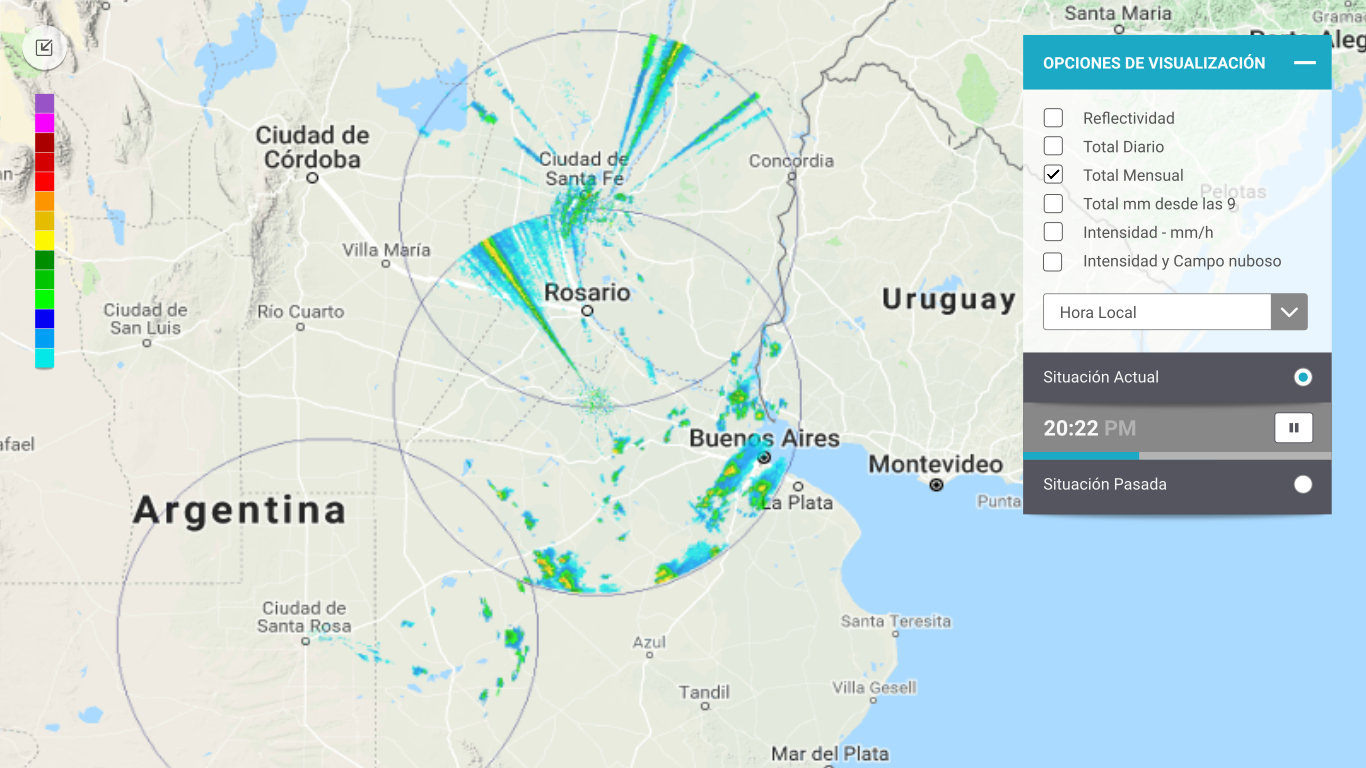 Santa Maria
Grama
Porto Aleg
OPCIONES DE VISUALIZACIÓN
Reflectividad
Total Diario
Total Mensual
Total mm desde las 9
Intensidad - mm/h
Intensidad y Campo nuboso
Hora Local
Situación Actual
20:22 PM
Situación Pasada
Pelotas
Ciudad de
Córdoba
Ciudad de
Santa Fe
Concordia
Villa María
Rosario
Uruguay
Ciudad de
San Luis
Río Cuarto
Buenos Aires
Montevideo
Punta
La Plata
afael
Argentina
Ciudad de
Santa Rosa
Azul
Santa Teresita
Tandil
Villa Gesell
Mar del Plata